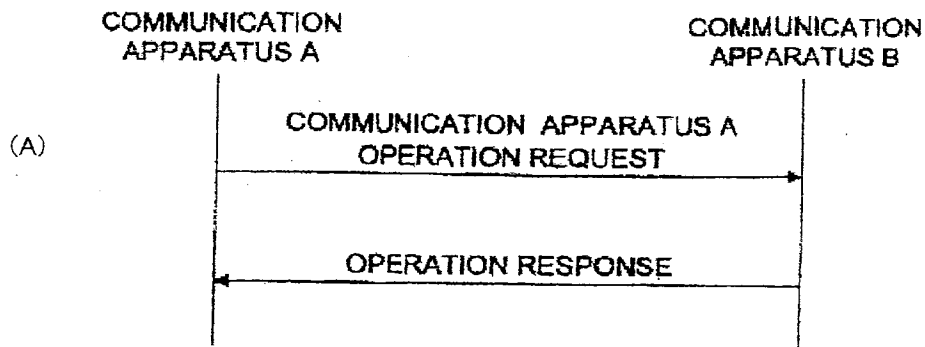 COMMUNICATION
APPARATUS A
COMMUNICATION
APPARATUS B
(A)
COMMUNICATION APPARATUS A
OPERATION REQUEST
OPERATION RESPONSE